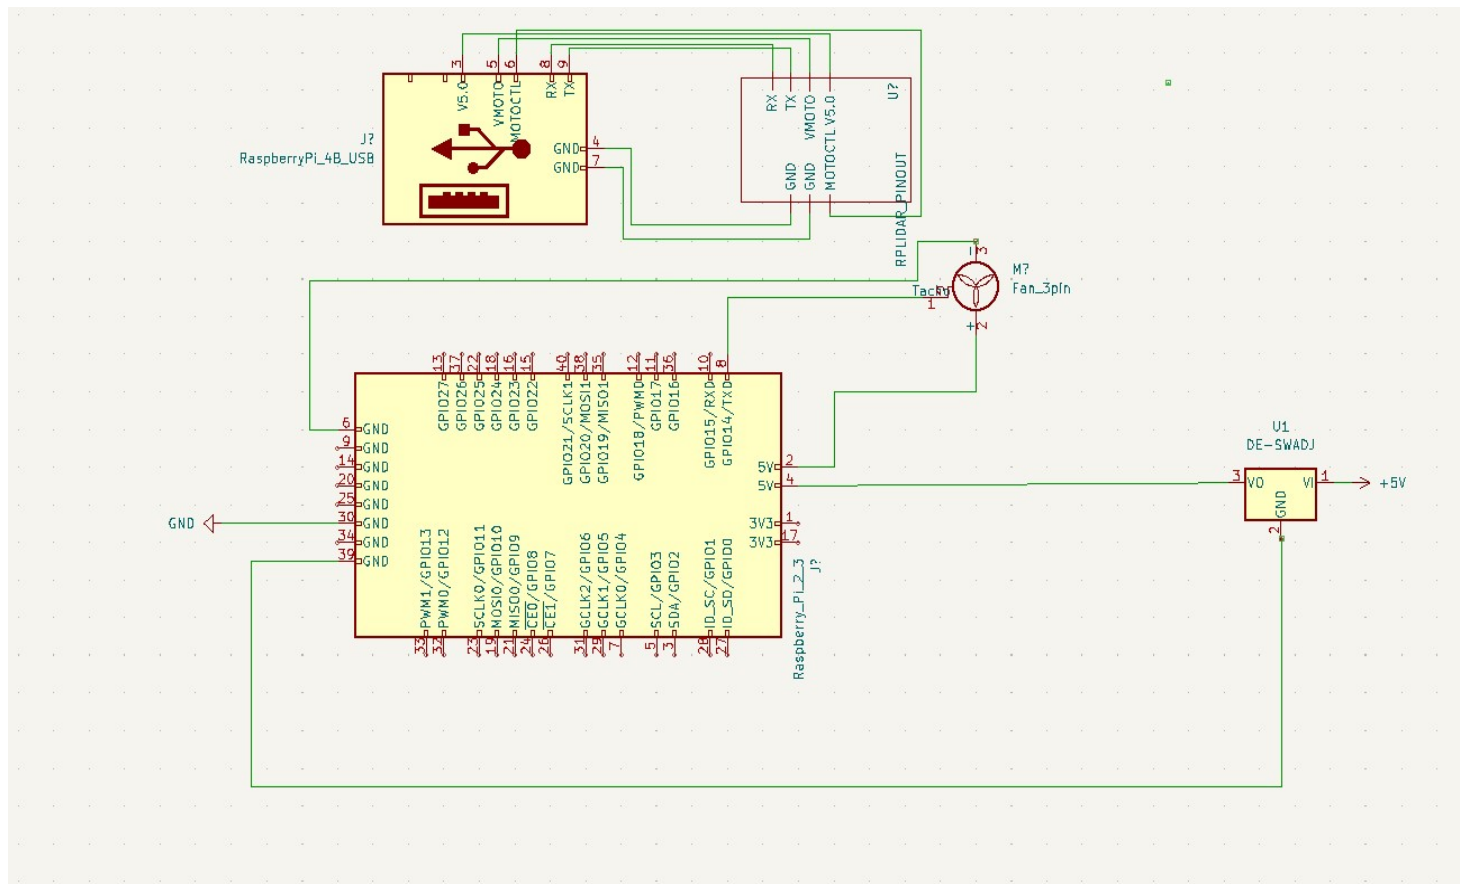 3
5
6
8
9
V5.0
VMOTO
MOTOCTL
RX
TX
J?
RaspberryPi_4B_USB
GND 4
GND 7
RX
TX
VMOTO
V5.0
U?
GND
GND
MOTOCTL
RPLIDAR_PINOUT
- 3
M?
Fan_3pin
Tacho
1
+ 2
13
37
22
18
16
15
40
38
35
12
11
36
10
8
GPIO27
GPIO26
GPIO25
GPIO24
GPIO23
GPIO22
GPIO21/SCLK1
GPIO20/MOSI1
GPIO19/MISO1
GPIO18/PWM0
GPIO17
GPIO16
GPIO15/RXD
GPIO14/TXD
6 GND
9 GND
14 GND
20 GND
25 GND
GND
30 GND
34 GND
39 GND
5V 2
5V 4
3V3 1
3V3 17
U1
DE-SWADJ
3 VO
VI 1
+5V
GND
2
PWM1/GPIO13
PWM0/GPIO12
SCLK0/GPIO11
MOSI0/GPIO10
MISO0/GPIO9
CE0/GPIO8
CE1/GPIO7
GCLK2/GPIO6
GCLK1/GPIO5
GCLK0/GPIO4
SCL/GPIO3
SDA/GPIO2
ID_SC/GPIO1
ID_SD/GPIO0
33
32
23
19
21
24
26
31
29
7
5
3
28
27
J?
Raspberry_Pi_2_3